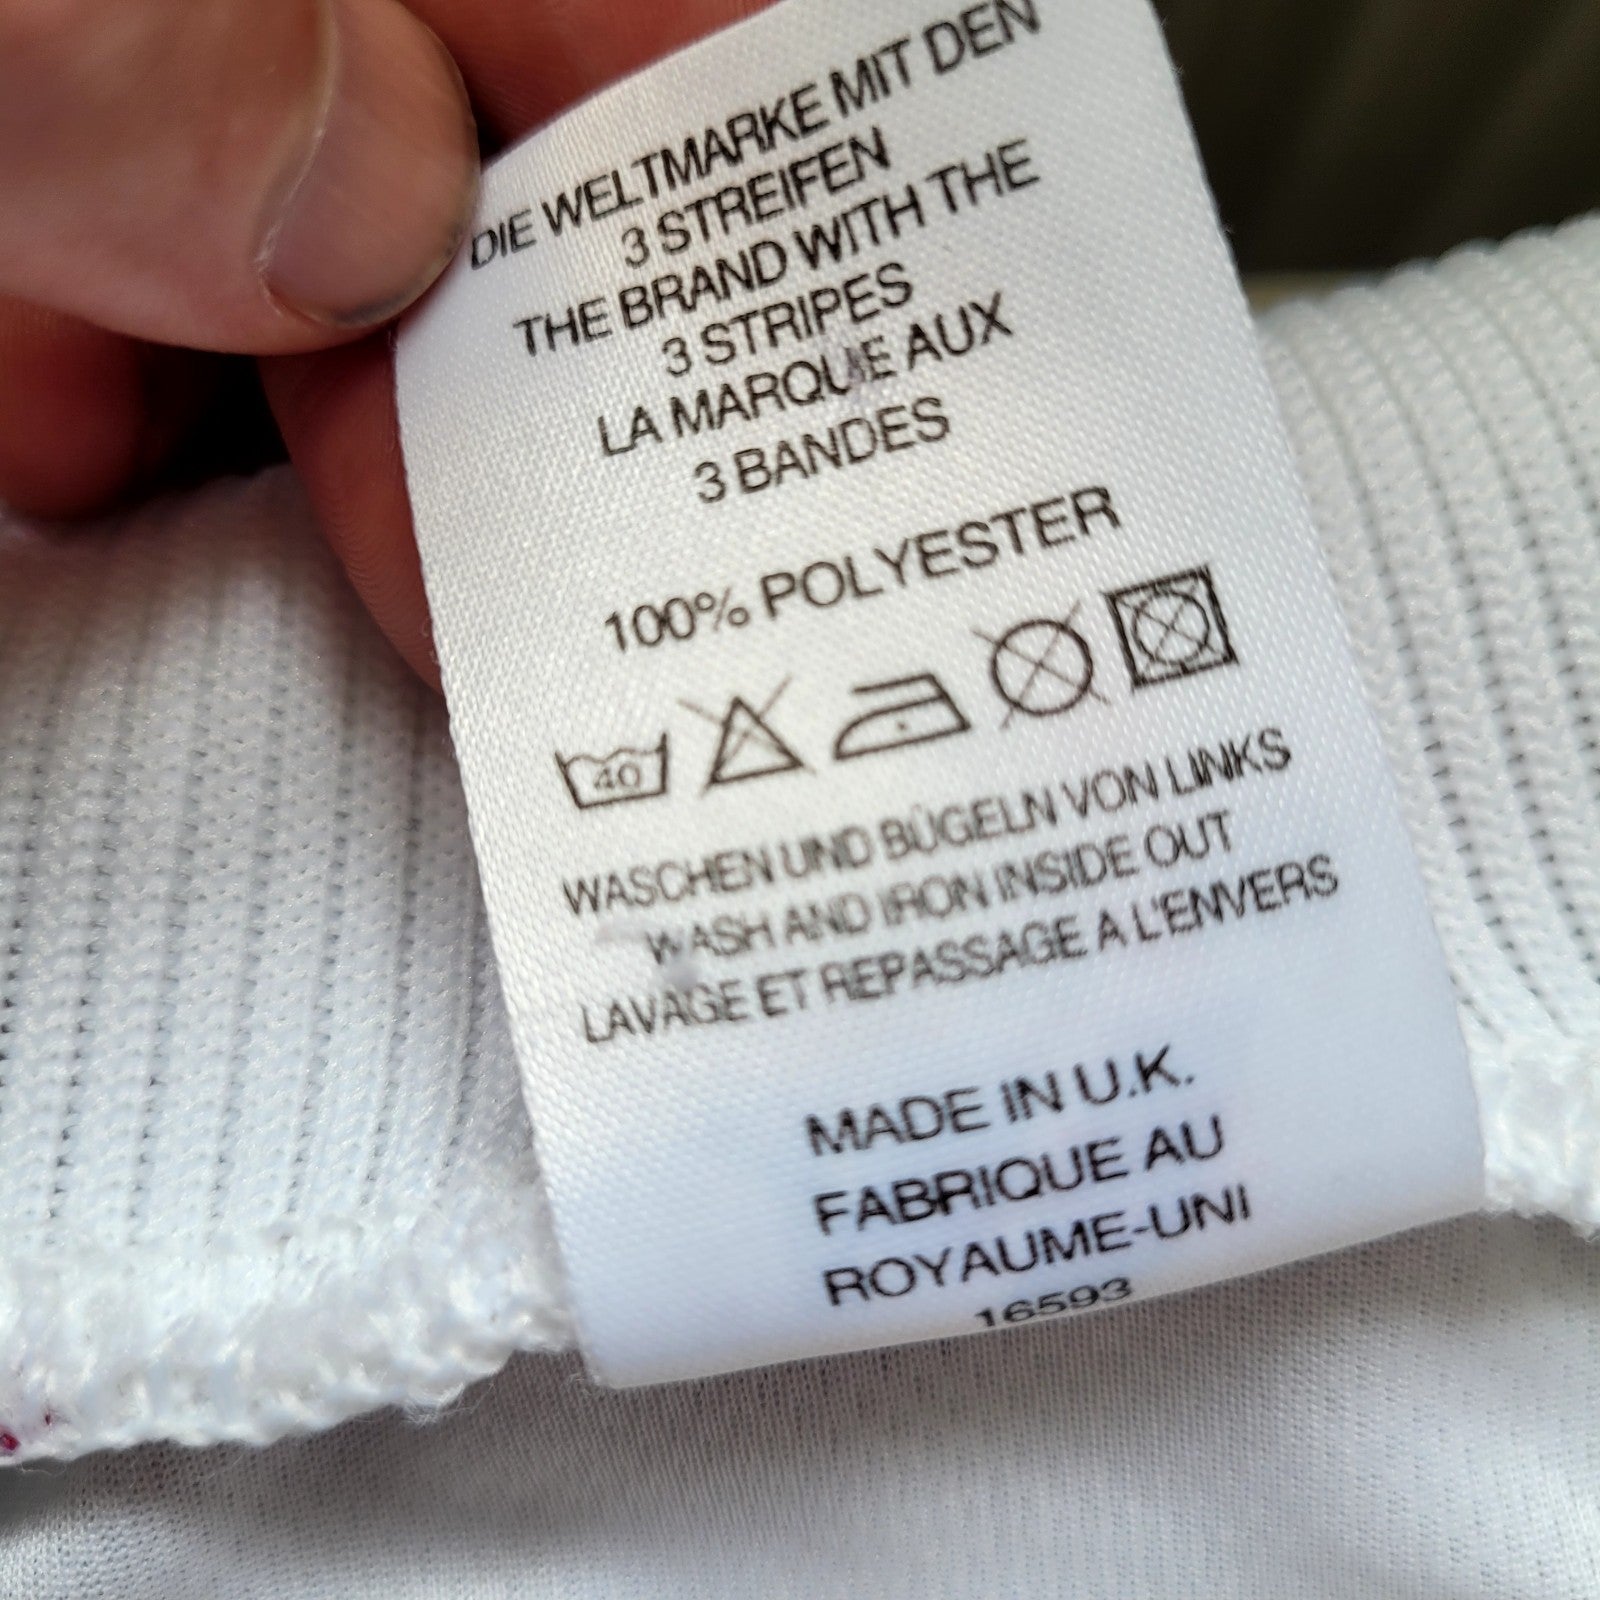 DIE WELTMARKE MIT DEN
3 STREIFEN
THE BRAND WITH THE
3 STRIPES
LA MARQUE AUX
3 BANDES
100% POLYESTER
40
WASCHEN UND BÜGELN VON LINKS
WASH AND IRON INSIDE OUT
LAVAGE ET REPASSAGE A L'ENVERS
MADE IN U.K.
FABRIQUE AU
ROYAUME-UNI
16593